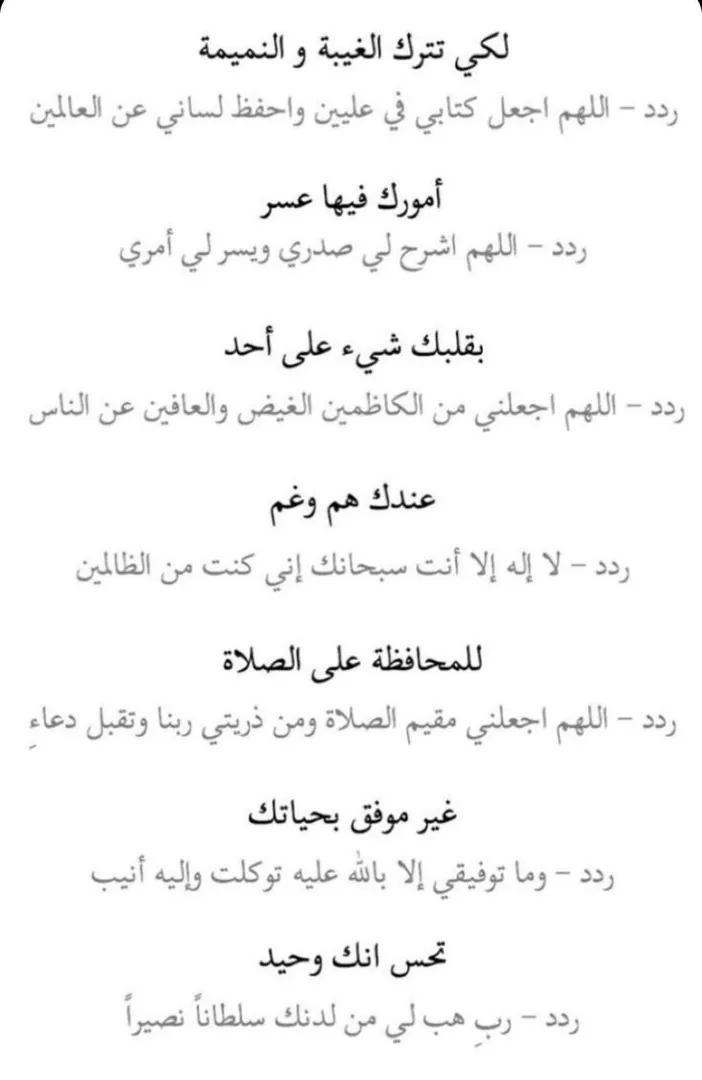 لكي تترك الغيبة و النميمة
ردد – اللهم اجعل كتابي في عليين واحفظ لساني عن العالمين
أمورك فيها عسر
ردد – اللهم اشرح لي صدري ويسر لي أمري
بقلبك شيء على أحد
ردد – اللهم اجعلني من الكاظمين الغيض والعافين عن الناس
عندك هم وغم
ردد – لا إله إلا أنت سبحانك إني كنت من الظالمين
للمحافظة على الصلاة
ردد – اللهم اجعلني مقيم الصلاة ومن ذريتي ربنا وتقبل دعاءِ
غير موفق بحياتك
ردد – وما توفيقي إلا بالله عليه توكلت وإليه أنيب
تحس انك وحيد
ردد – ربِ هب لي من لدنك سلطاناً نصيراً